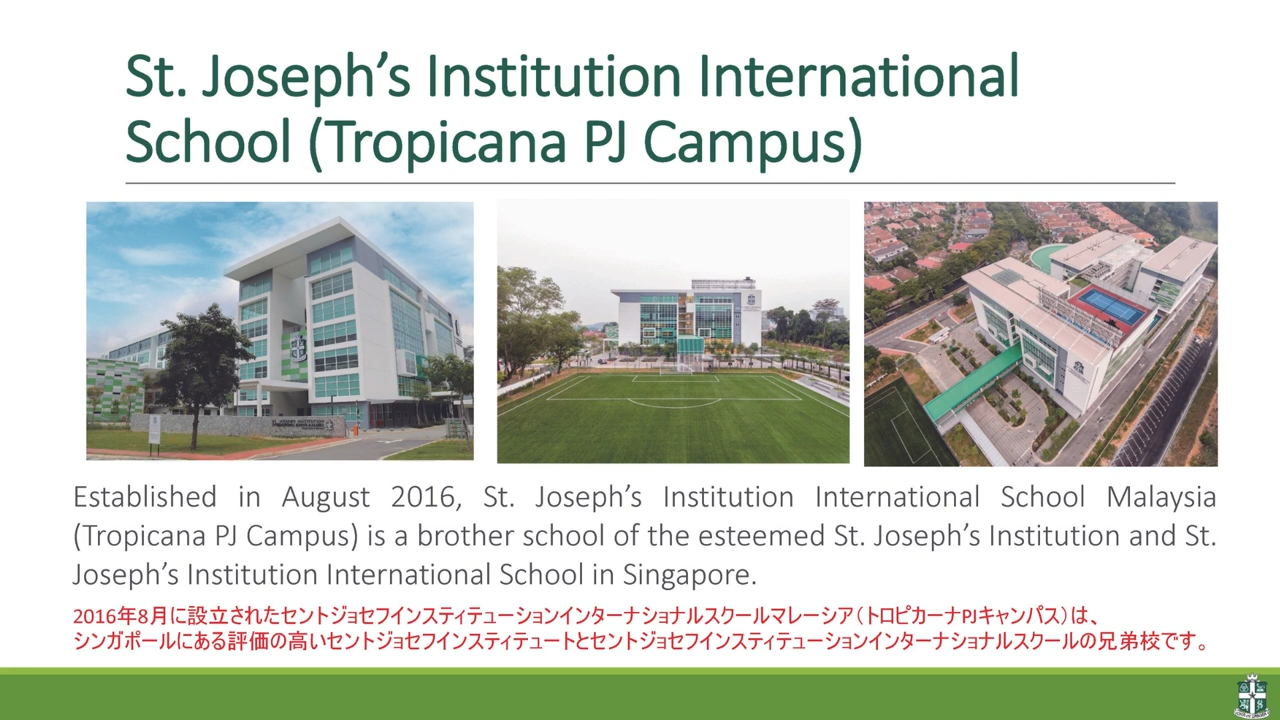 St. Joseph’s Institution International
School (Tropicana PJ Campus)
Established in August 2016, St. Joseph’s Institution International School Malaysia
(Tropicana PJ Campus) is a brother school of the esteemed St. Joseph’s Institution and St.
Joseph’s Institution International School in Singapore.
2016年8月に設立されたセントジョセフインスティテューションインターナショナルスクールマレーシア（トロピカーナPJキャンパス）は、
シンガポールにある評価の高いセントジョセフインスティテュートとセントジョセフインスティテューションインターナショナルスクールの兄弟校です。